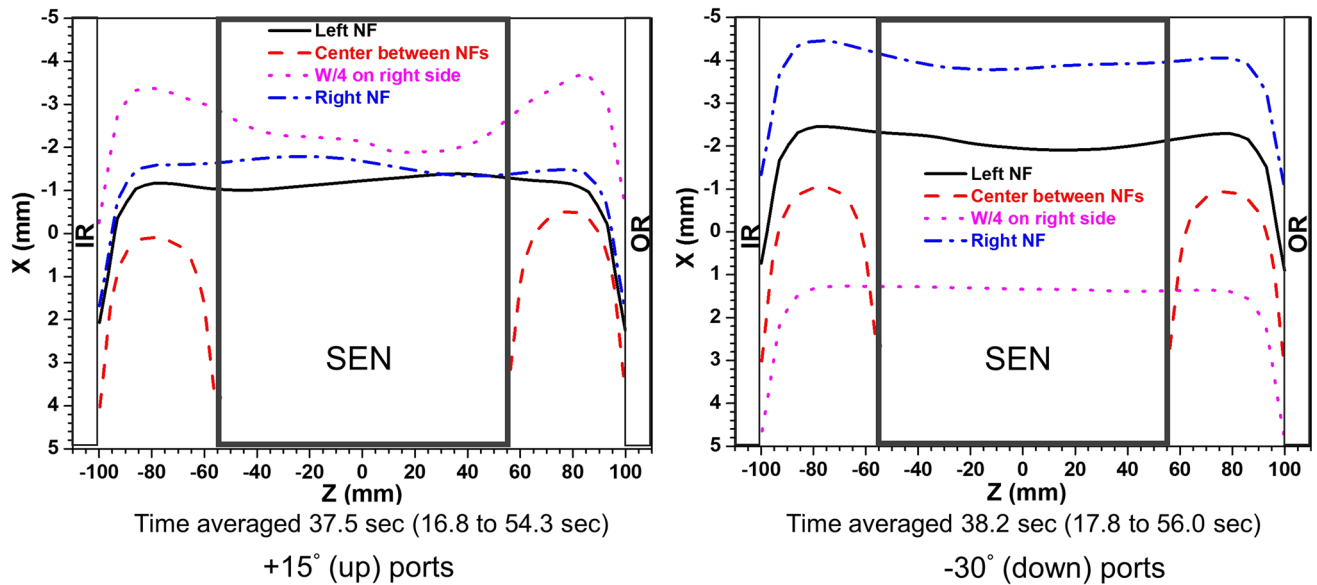 -5
-4
-3
-2
-1
0
1
2
3
4
5
X (mm)
IR
OR
Left NF
Center between NFs
W/4 on right side
Right NF
SEN
-100 -80 -60 -40 -20 0 20 40 60 80 100
Z (mm)
Time averaged 37.5 sec (16.8 to 54.3 sec)
+15° (up) ports
-5
-4
-3
-2
-1
0
1
2
3
4
5
X (mm)
IR
OR
Left NF
Center between NFs
W/4 on right side
Right NF
SEN
-100 -80 -60 -40 -20 0 20 40 60 80 100
Z (mm)
Time averaged 38.2 sec (17.8 to 56.0 sec)
-30° (down) ports